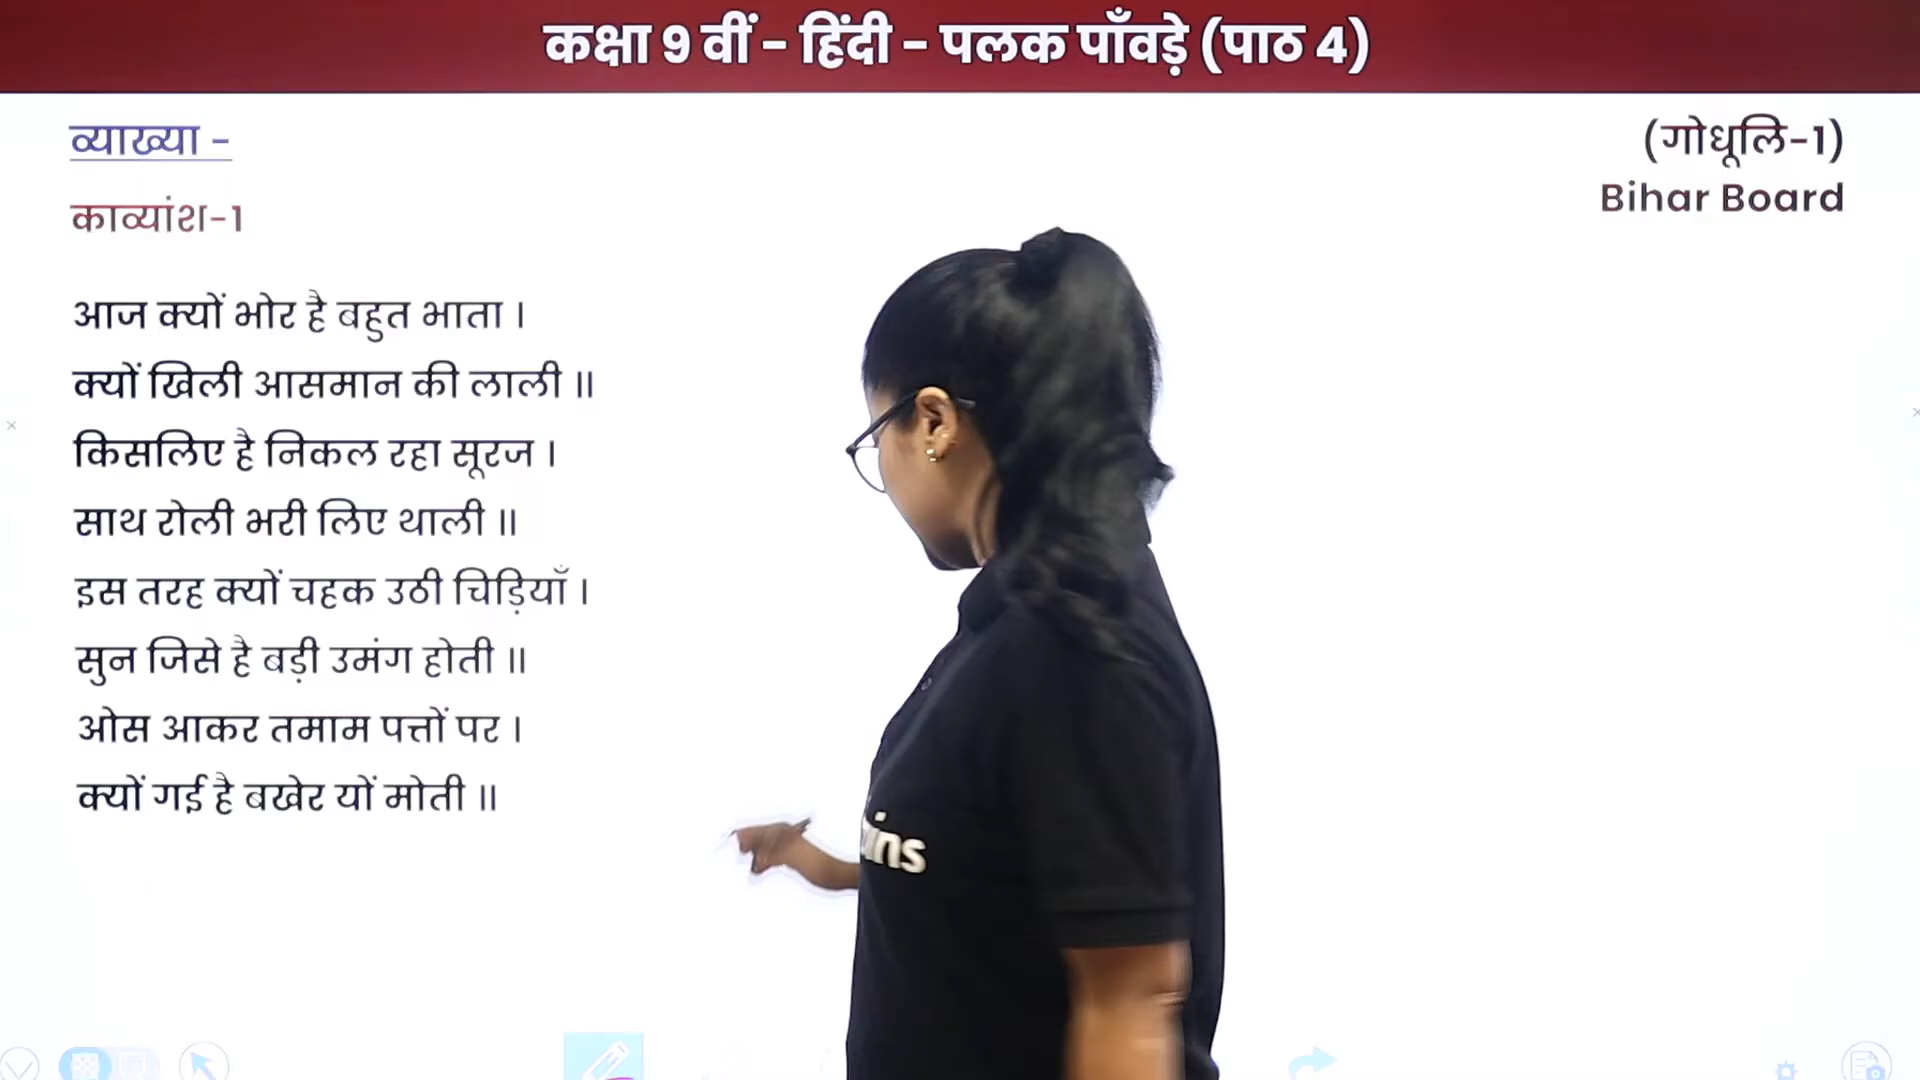 कक्षा 9 वीं - हिंदी - पलक पाँवड़े (पाठ 4)
व्याख्या -
(गोधूलि-1)
Bihar Board
काव्यांश-1
आज क्यों भोर है बहुत भाता ।
क्यों खिली आसमान की लाली ॥
किसलिए है निकल रहा सूरज ।
साथ रोली भरी लिए थाली ॥
इस तरह क्यों चहक उठी चिड़ियाँ ।
सुन जिसे है बड़ी उमंग होती ॥
ओस आकर तमाम पत्तों पर ।
क्यों गई है बखेर यों मोती ॥